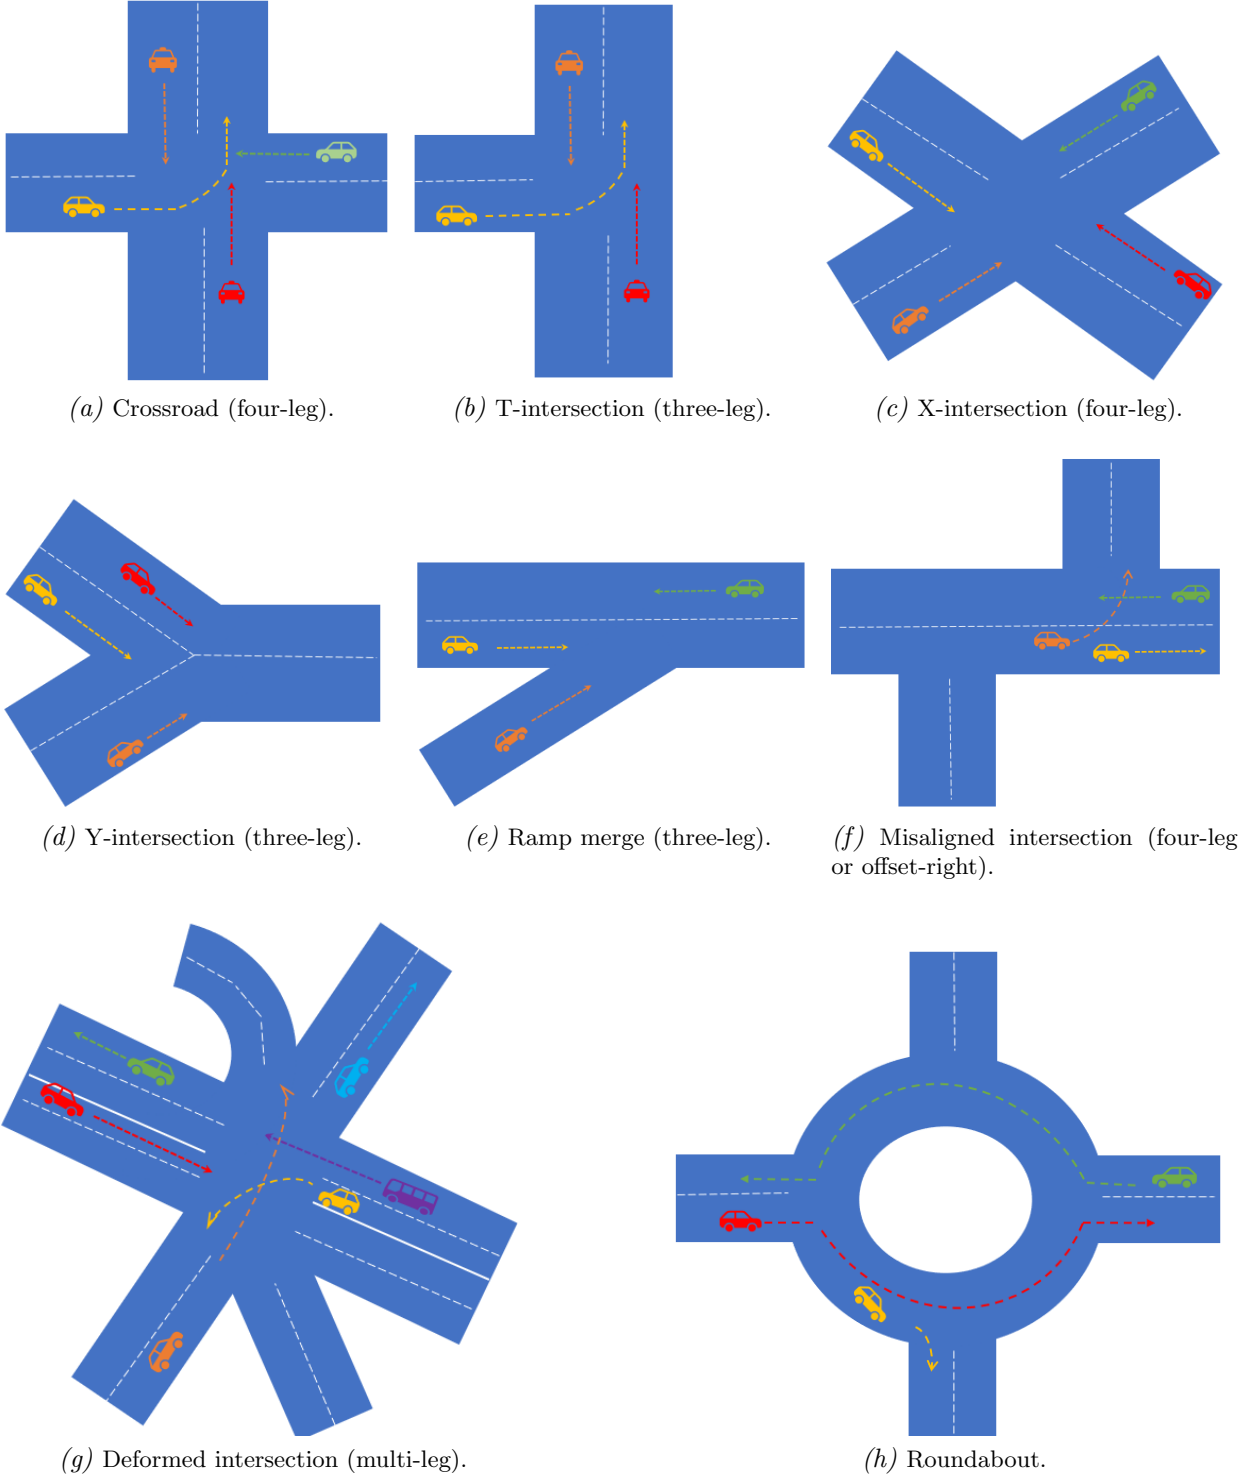 (a) Crossroad (four-leg).
(b) T-intersection (three-leg).
(c) X-intersection (four-leg).
(d) Y-intersection (three-leg).
(e) Ramp merge (three-leg).
(f) Misaligned intersection (four-leg
or offset-right).
(g) Deformed intersection (multi-leg).
(h) Roundabout.